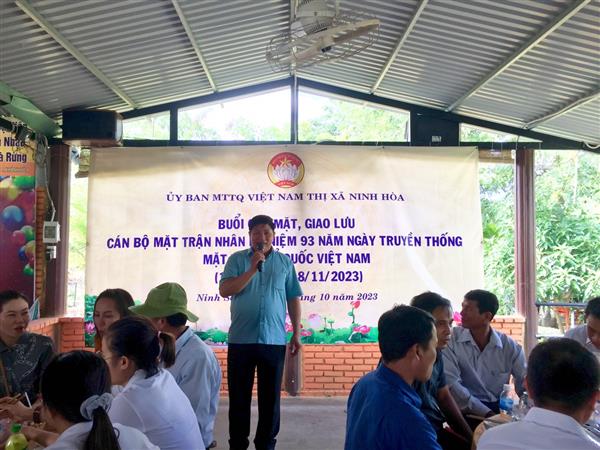 ỦY BAN MTTQ VIỆT NAM THỊ XÃ NINH HÒA
BUỔI MẶT, GIAO LƯU
CÁN BỘ MẶT TRẬN NHÂN NIỆM 93 NĂM NGÀY TRUYỀN THỐNG
MẶT QUỐC VIỆT NAM
8/11/2023)
Ninh 10 năm 2023